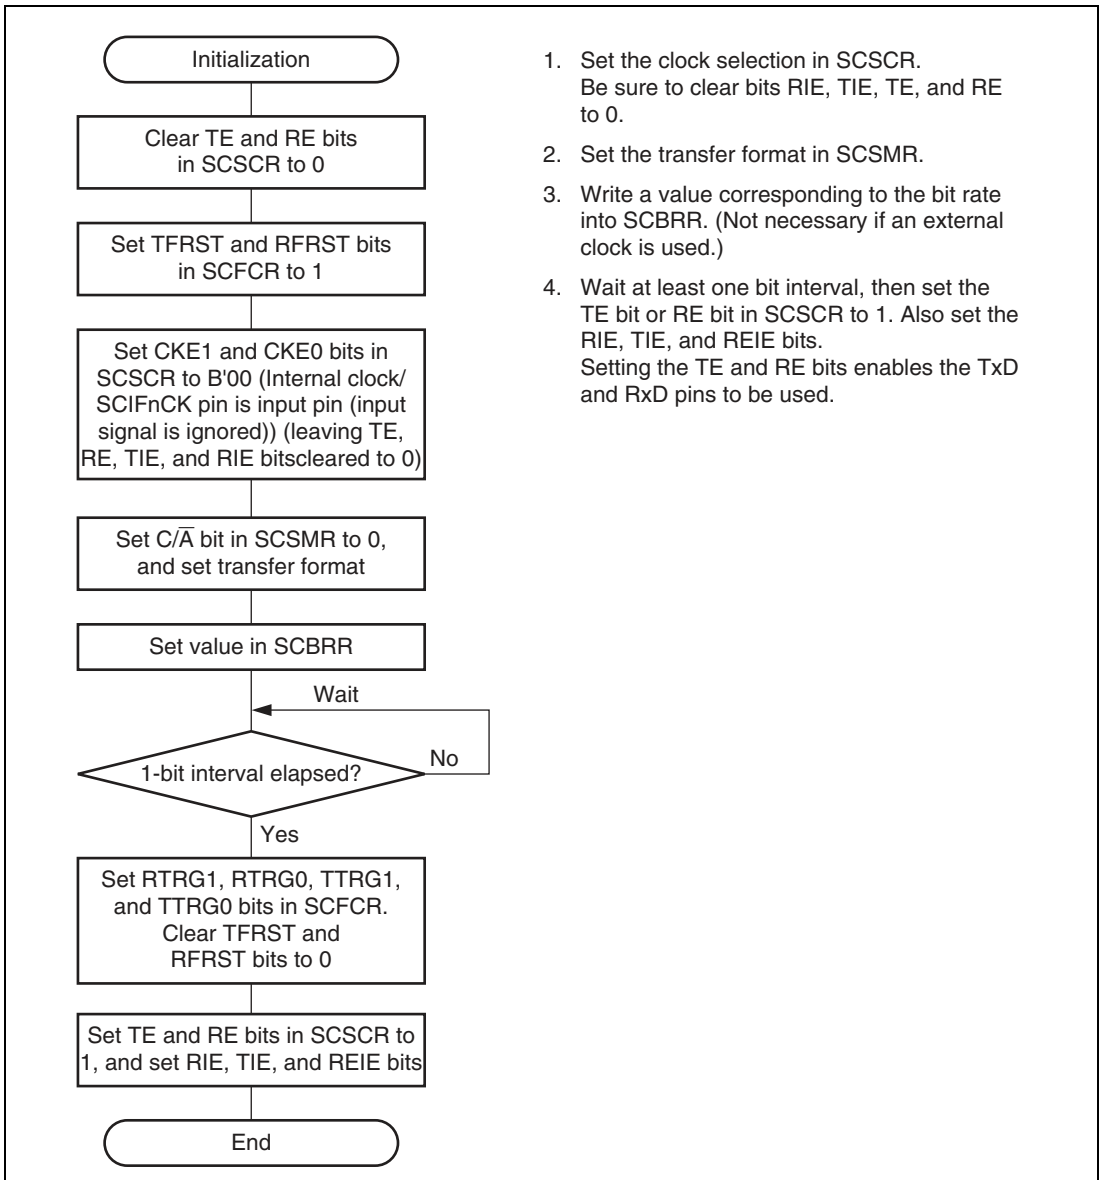 Initialization
Clear TE and RE bits
in SCSCR to 0
Set TFRST and RFRST bits
in SCFCR to 1
Set CKE1 and CKE0 bits in
SCSCR to B'00 (Internal clock/
SCIFnCK pin is input pin (input
signal is ignored)) (leaving TE,
RE, TIE, and RIE bitscleared to 0)
Set C/A̅ bit in SCSMR to 0,
and set transfer format
Set value in SCBRR
Wait
1-bit interval elapsed?
No
Yes
Set RTRG1, RTRG0, TTRG1,
and TTRG0 bits in SCFCR.
Clear TFRST and
RFRST bits to 0
Set TE and RE bits in SCSCR to
1, and set RIE, TIE, and REIE bits
End
1. Set the clock selection in SCSCR.
Be sure to clear bits RIE, TIE, TE, and RE
to 0.
2. Set the transfer format in SCSMR.
3. Write a value corresponding to the bit rate
into SCBRR. (Not necessary if an external
clock is used.)
4. Wait at least one bit interval, then set the
TE bit or RE bit in SCSCR to 1. Also set the
RIE, TIE, and REIE bits.
Setting the TE and RE bits enables the TxD
and RxD pins to be used.